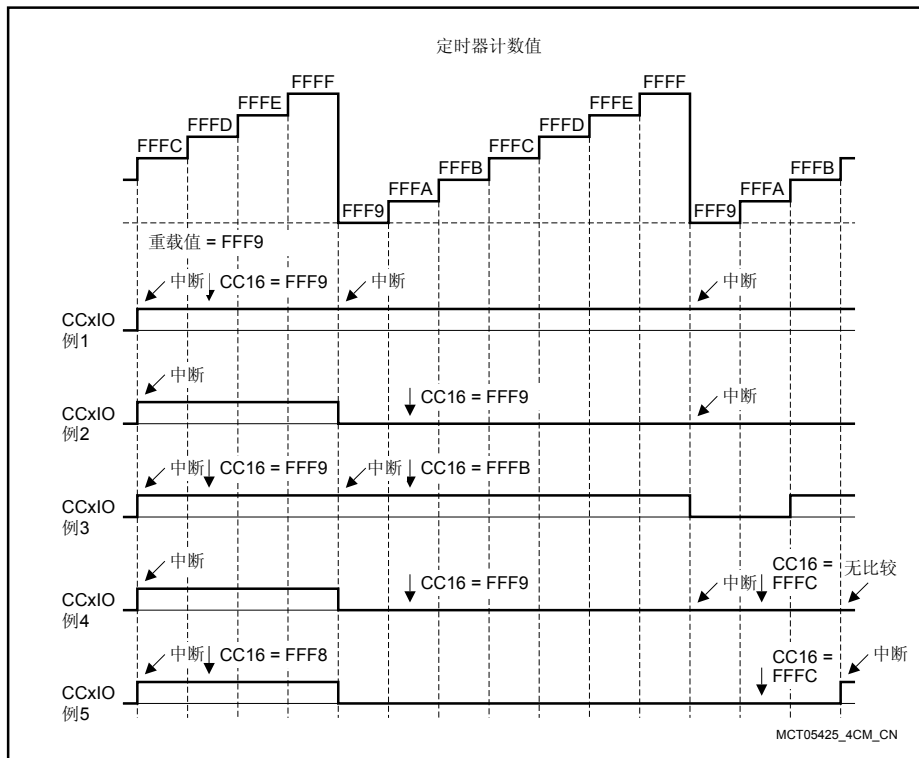 定时器计数值
FFFF
FFFE
FFFD
FFFC
FFFF
FFFE
FFFD
FFFC
FFFB
FFFA
FFF9
FFFB
FFFA
FFF9
重载值 = FFF9
中断
CC16 = FFF9
中断
中断
CCxIO
例1
中断
CC16 = FFF9
中断
CCxIO
例2
中断
CC16 = FFF9
中断
CC16 = FFFB
CCxIO
例3
中断
CC16 = FFF9
中断
CC16 =
FFFC
无比较
CCxIO
例4
中断
CC16 = FFF8
CC16 =
FFFC
中断
CCxIO
例5
MCT05425_4CM_CN